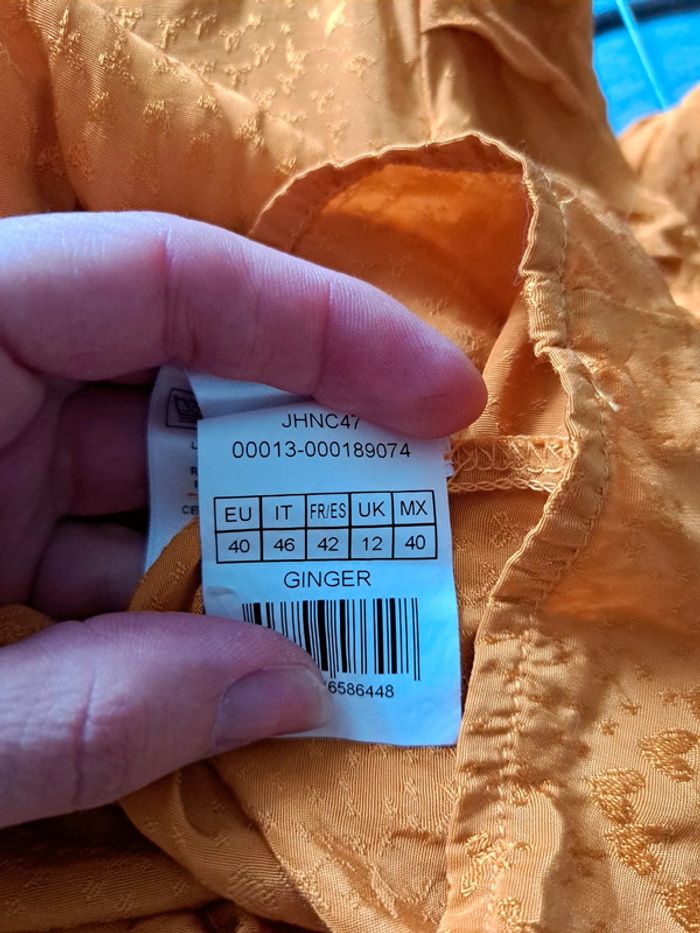 JHNC47
00013-000189074
EU IT FR/ES UK MX
40 46 42 12 40
GINGER
6586448